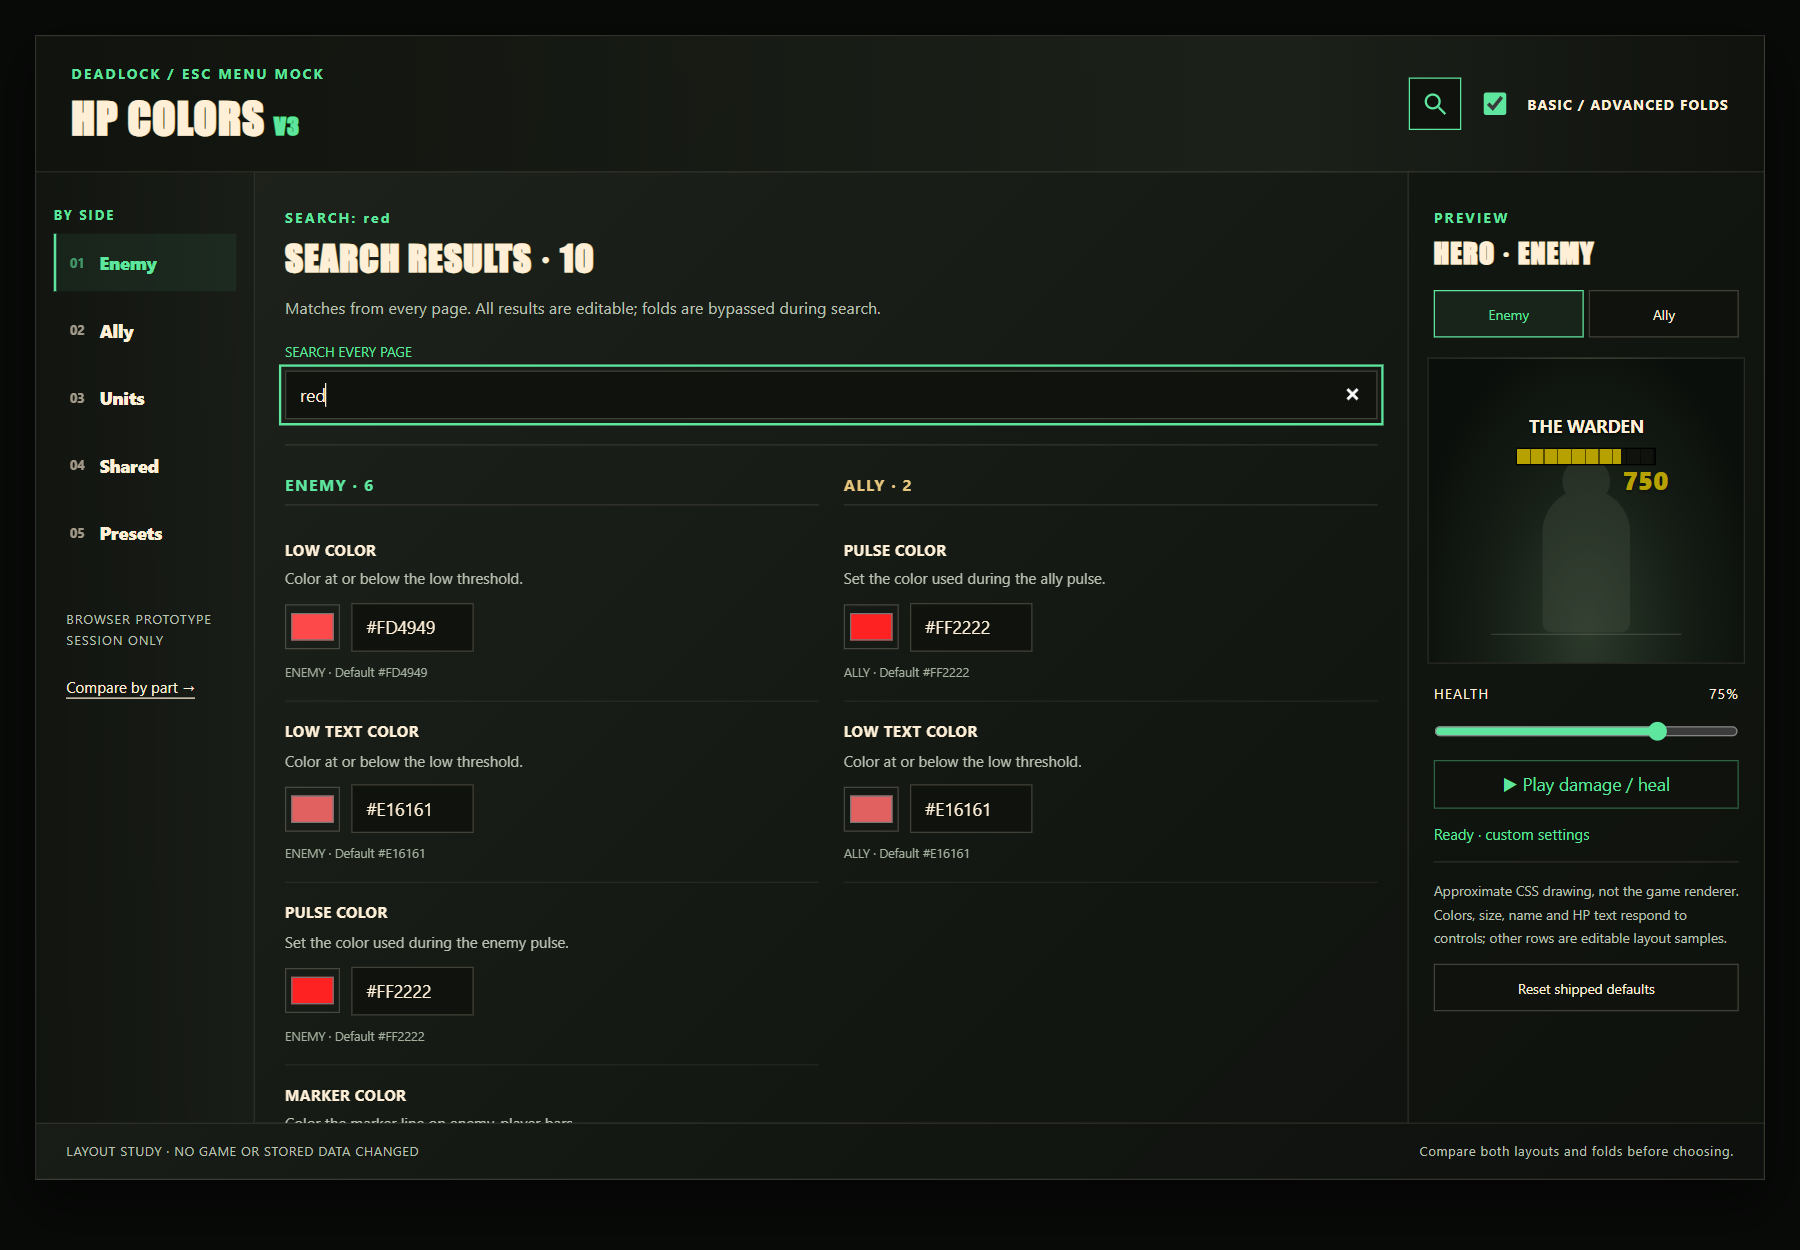 DEADLOCK / ESC MENU MOCK
HP COLORS V3
BASIC / ADVANCED FOLDS
BY SIDE
01 Enemy
02 Ally
03 Units
04 Shared
05 Presets
BROWSER PROTOTYPE
SESSION ONLY
Compare by part →
SEARCH: red
SEARCH RESULTS · 10
Matches from every page. All results are editable; folds are bypassed during search.
SEARCH EVERY PAGE
red
ENEMY · 6
LOW COLOR
Color at or below the low threshold.
#FD4949
ENEMY · Default #FD4949
LOW TEXT COLOR
Color at or below the low threshold.
#E16161
ENEMY · Default #E16161
PULSE COLOR
Set the color used during the enemy pulse.
#FF2222
ENEMY · Default #FF2222
MARKER COLOR
Color the marker line on enemy player bars.
ALLY · 2
PULSE COLOR
Set the color used during the ally pulse.
#FF2222
ALLY · Default #FF2222
LOW TEXT COLOR
Color at or below the low threshold.
#E16161
ALLY · Default #E16161
PREVIEW
HERO · ENEMY
Enemy
Ally
THE WARDEN
750
HEALTH 75%
▶ Play damage / heal
Ready · custom settings
Approximate CSS drawing, not the game renderer.
Colors, size, name and HP text respond to
controls; other rows are editable layout samples.
Reset shipped defaults
LAYOUT STUDY · NO GAME OR STORED DATA CHANGED
Compare both layouts and folds before choosing.